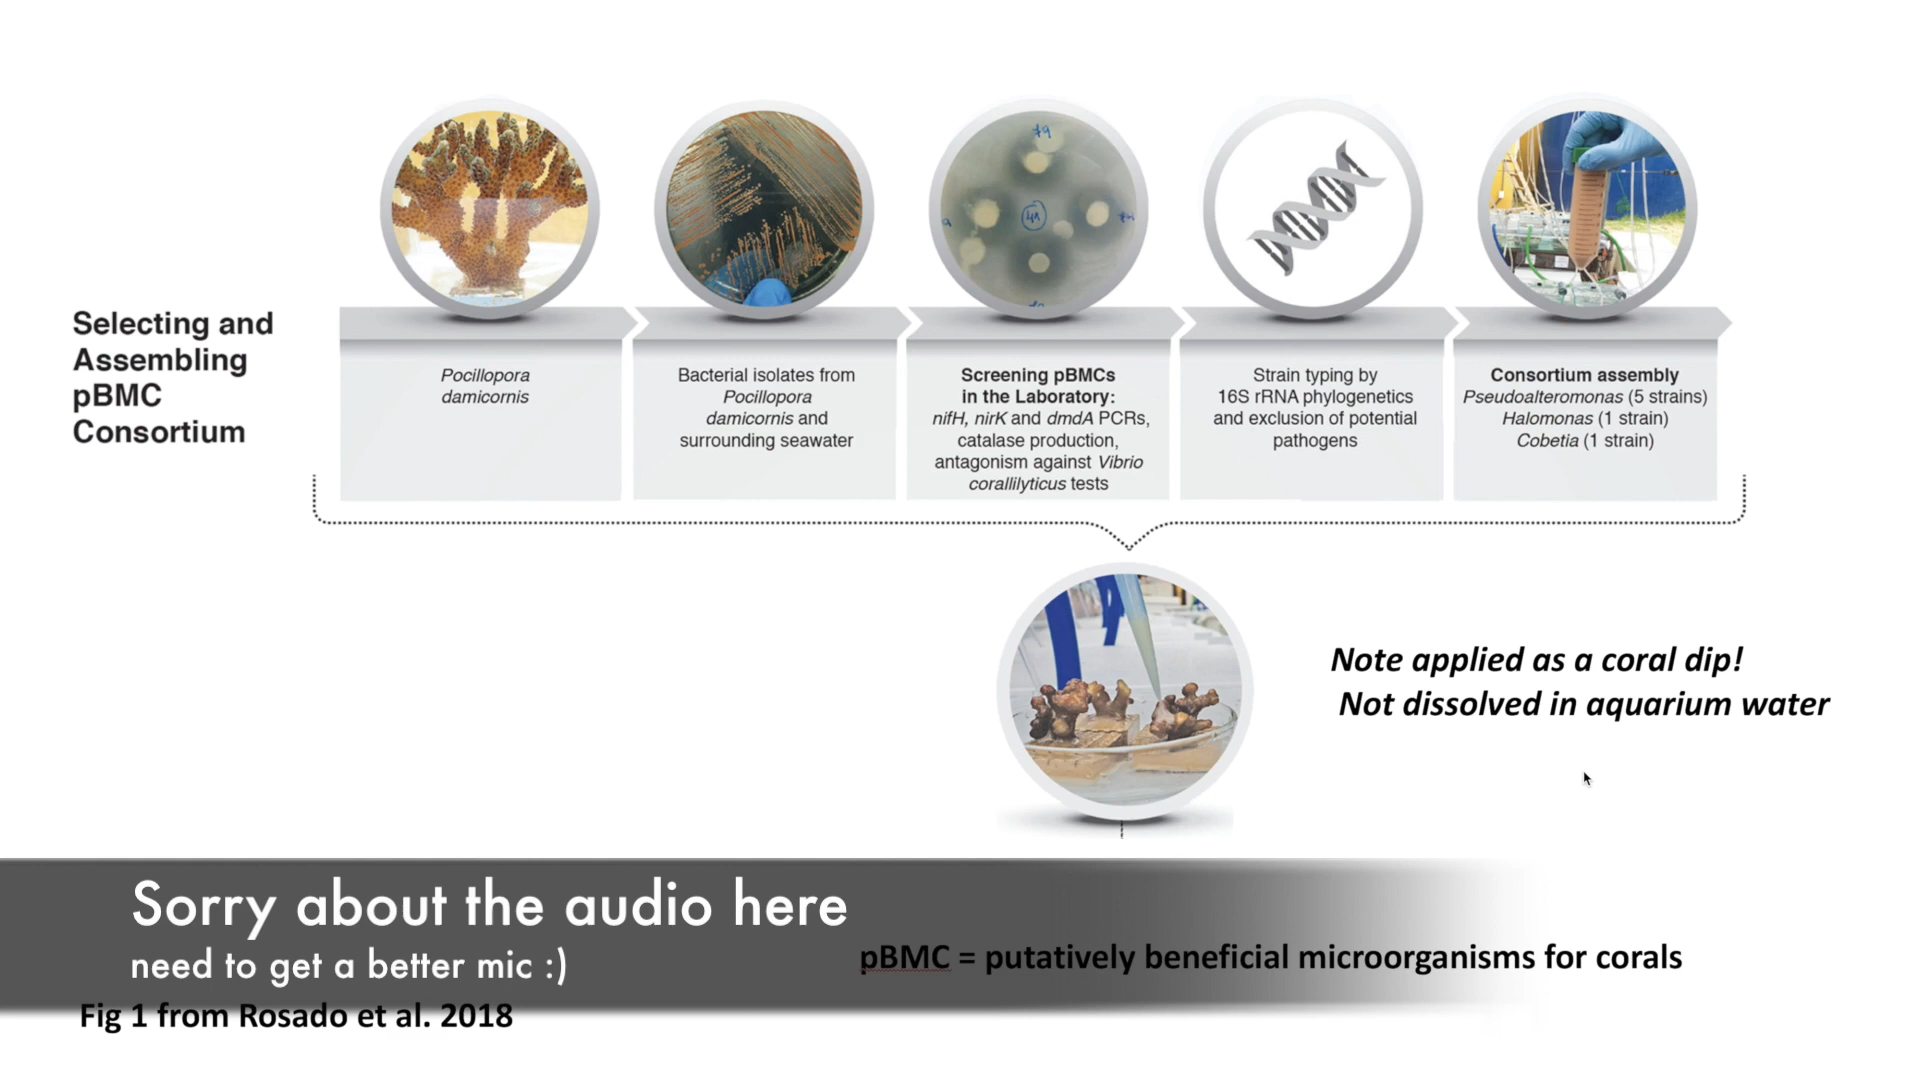 Selecting and
Assembling
pBMC
Consortium
Pocillopora
damicornis
Bacterial isolates from
Pocillopora
damicornis and
surrounding seawater
Screening pBMCs
in the Laboratory:
nifH, nirK and dmdA PCRs,
catalase production,
antagonism against Vibrio
corallilyticus tests
Strain typing by
16S rRNA phylogenetics
and exclusion of potential
pathogens
Consortium assembly
Pseudoalteromonas (5 strains)
Halomonas (1 strain)
Cobetia (1 strain)
Note applied as a coral dip!
Not dissolved in aquarium water
Sorry about the audio here
need to get a better mic :)
pBMC = putatively beneficial microorganisms for corals
Fig 1 from Rosado et al. 2018